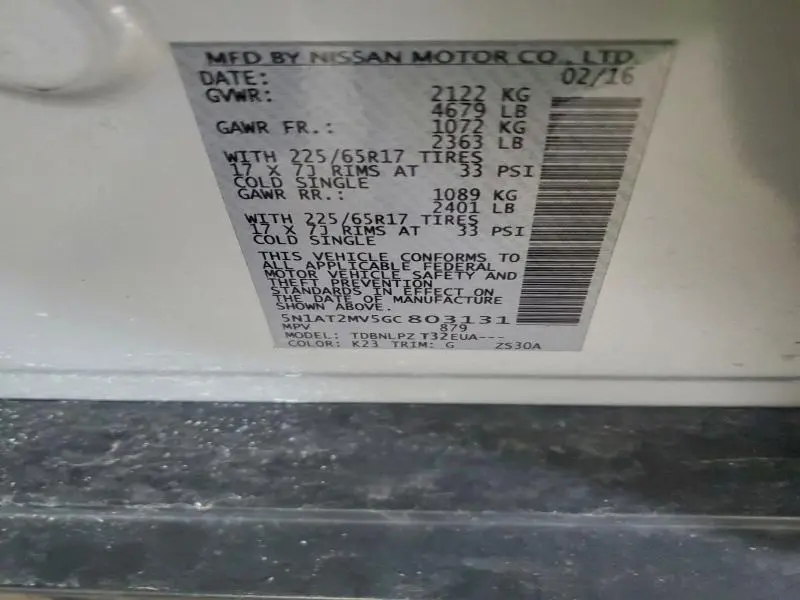 MFD BY NISSAN MOTOR CO., LTD.
DATE: 02/16
GVWR: 2122 KG
4679 LB
GAWR FR.: 1072 KG
2363 LB
WITH 225/65R17 TIRES
17 X 7J RIMS AT 33 PSI
COLD SINGLE
GAWR RR.: 1089 KG
2401 LB
WITH 225/65R17 TIRES
17 X 7J RIMS AT 33 PSI
COLD SINGLE
THIS VEHICLE CONFORMS TO
ALL APPLICABLE FEDERAL
MOTOR VEHICLE SAFETY AND
THEFT PREVENTION
STANDARDS IN EFFECT ON
THE DATE OF MANUFACTURE
SHOWN ABOVE.
5N1AT2MV5GC803131
MPV 879
MODEL: TDBNLPZ T32EUA---
COLOR: K23 TRIM: G ZS30A